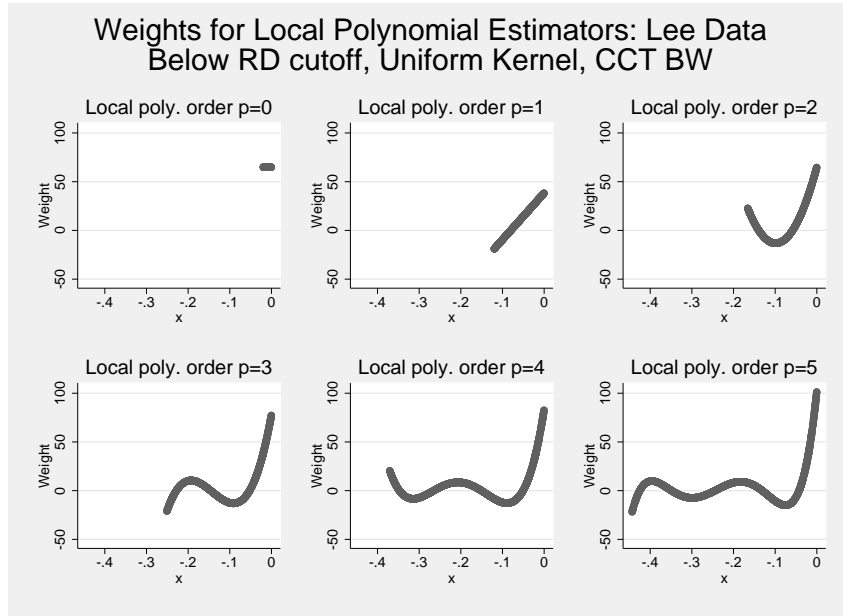 Weights for Local Polynomial Estimators: Lee Data
Below RD cutoff, Uniform Kernel, CCT BW
Local poly. order p=0
Weight
100
50
0
-50
-.4 -.3 -.2 -.1 0
x
Local poly. order p=1
Weight
100
50
0
-50
-.4 -.3 -.2 -.1 0
x
Local poly. order p=2
Weight
100
50
0
-50
-.4 -.3 -.2 -.1 0
x
Local poly. order p=3
Weight
100
50
0
-50
-.4 -.3 -.2 -.1 0
x
Local poly. order p=4
Weight
100
50
0
-50
-.4 -.3 -.2 -.1 0
x
Local poly. order p=5
Weight
100
50
0
-50
-.4 -.3 -.2 -.1 0
x